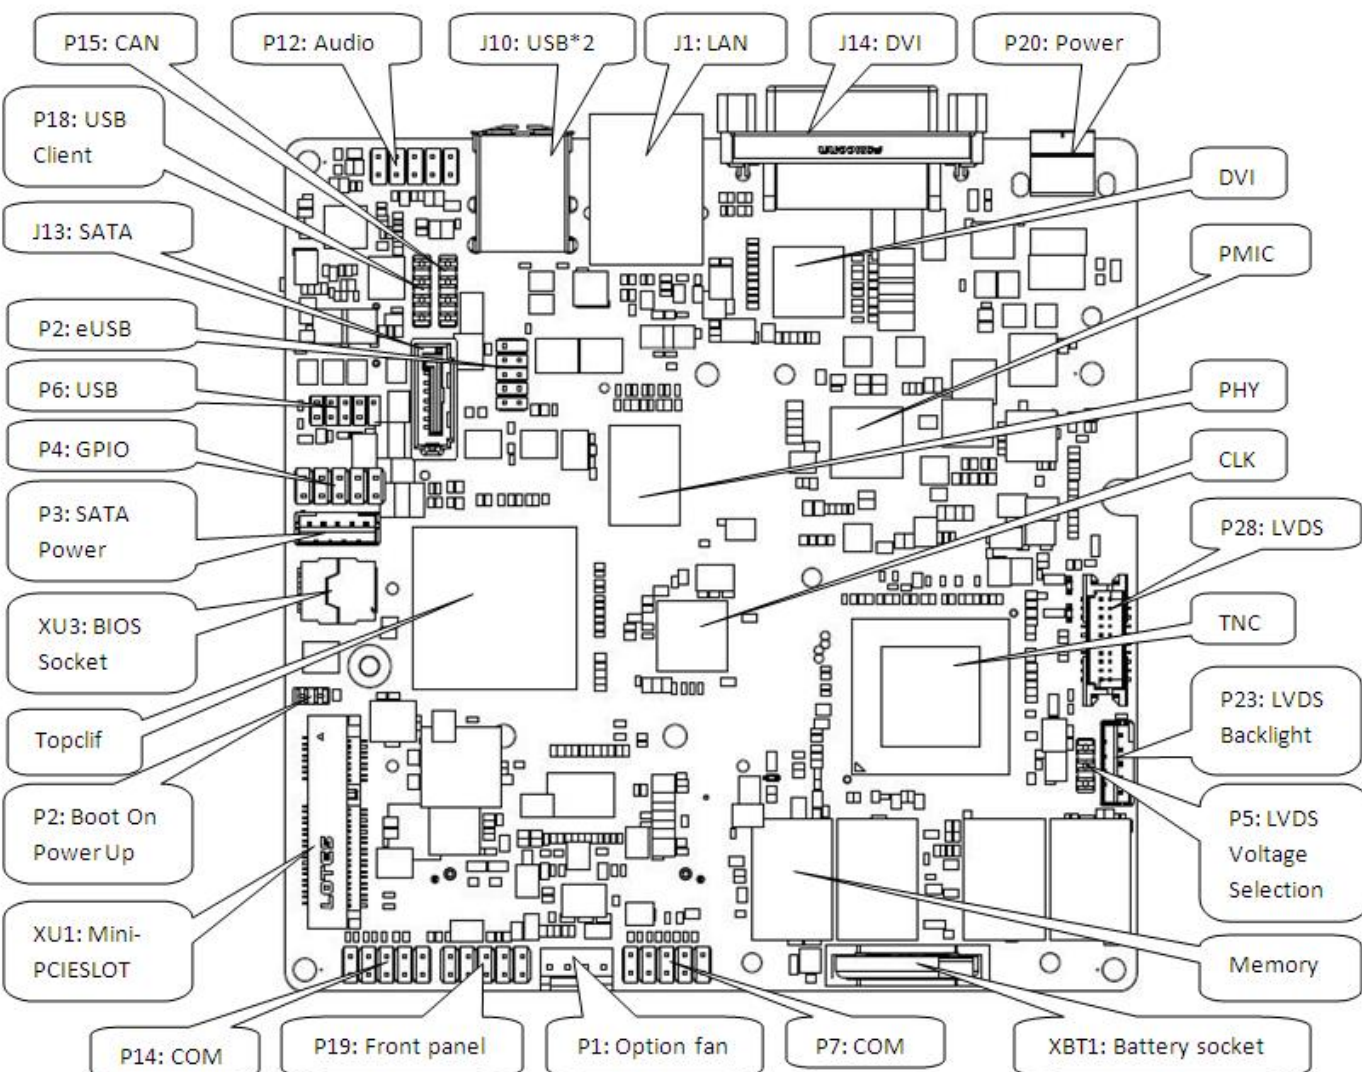 P15: CAN
P12: Audio
J10: USB*2
J1: LAN
J14: DVI
P20: Power
P18: USB
Client
J13: SATA
P2: eUSB
P6: USB
P4: GPIO
P3: SATA
Power
XU3: BIOS
Socket
Topclif
P2: Boot On
Power Up
XU1: Mini-
PCIESLOT
DVI
PMIC
PHY
CLK
P28: LVDS
TNC
P23: LVDS
Backlight
P5: LVDS
Voltage
Selection
Memory
LOTES
P14: COM
P19: Front panel
P1: Option fan
P7: COM
XBT1: Battery socket